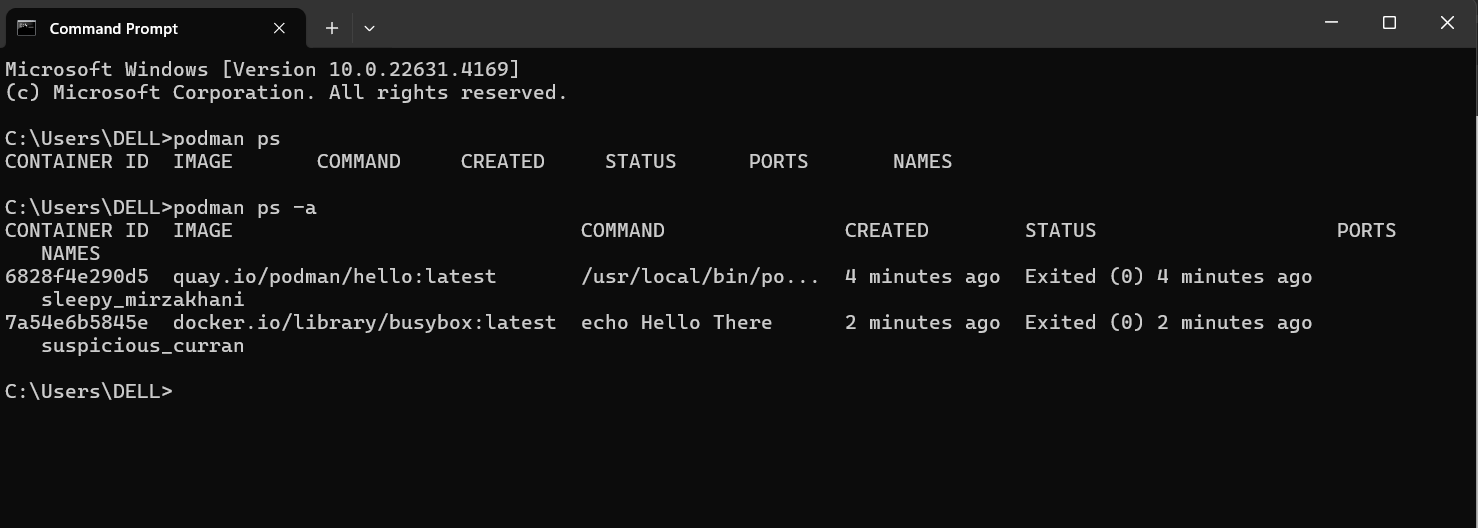 Command Prompt
Microsoft Windows [Version 10.0.22631.4169]
(c) Microsoft Corporation. All rights reserved.
C:\Users\DELL>podman ps
CONTAINER ID  IMAGE       COMMAND     CREATED     STATUS      PORTS       NAMES
C:\Users\DELL>podman ps -a
CONTAINER ID  IMAGE                             COMMAND               CREATED        STATUS                    PORTS
   NAMES
6828f4e290d5  quay.io/podman/hello:latest       /usr/local/bin/po...  4 minutes ago  Exited (0) 4 minutes ago
   sleepy_mirzakhani
7a54e6b5845e  docker.io/library/busybox:latest  echo Hello There      2 minutes ago  Exited (0) 2 minutes ago
   suspicious_curran
C:\Users\DELL>